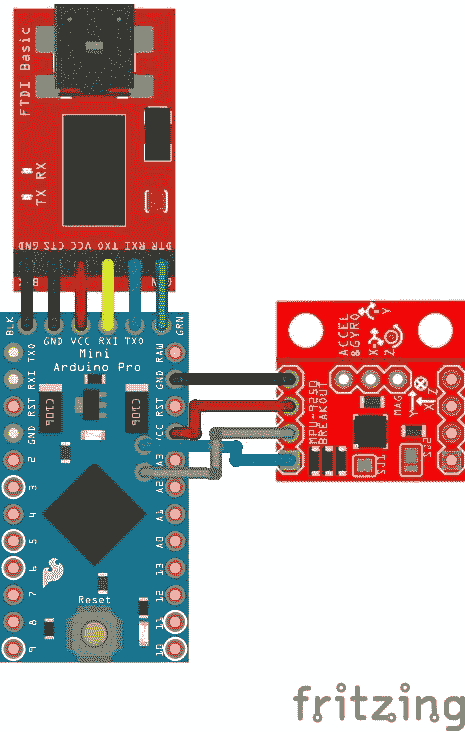 FTDI Basic
TX RX
GND CTS VCC TXO RXI DTR
BLK GND VCC RXI TXO GRN
Mini
Arduino Pro
TXO
RXI
RST
GND
2
3
4
5
6
7
8
9
RAW
GND
RST
VCC
A3
A2
A1
A0
13
12
11
10
Reset
ACCEL
&GYRO
X
Y
Z
MPU-9250
BREAKOUT
MAG
X
Y
Z
SJ1
SJ2
fritzing